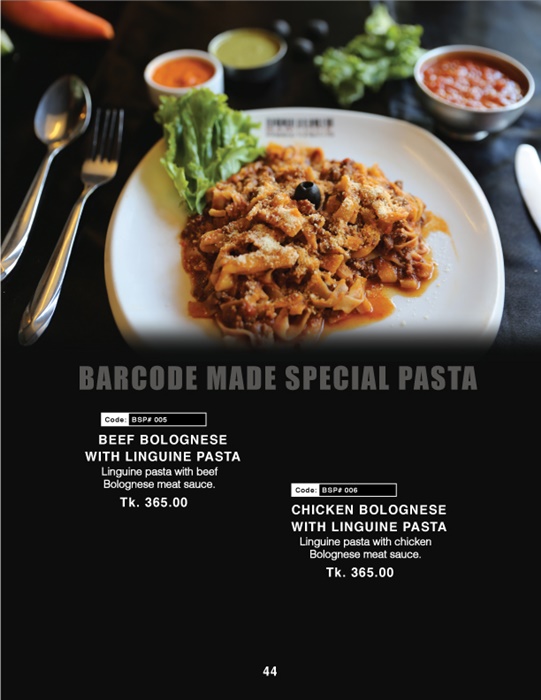 BARCODE MADE SPECIAL PASTA
Code: BSP# 005
BEEF BOLOGNESE
WITH LINGUINE PASTA
Linguine pasta with beef
Bolognese meat sauce.
Tk. 365.00
Code: BSP# 006
CHICKEN BOLOGNESE
WITH LINGUINE PASTA
Linguine pasta with chicken
Bolognese meat sauce.
Tk. 365.00
44